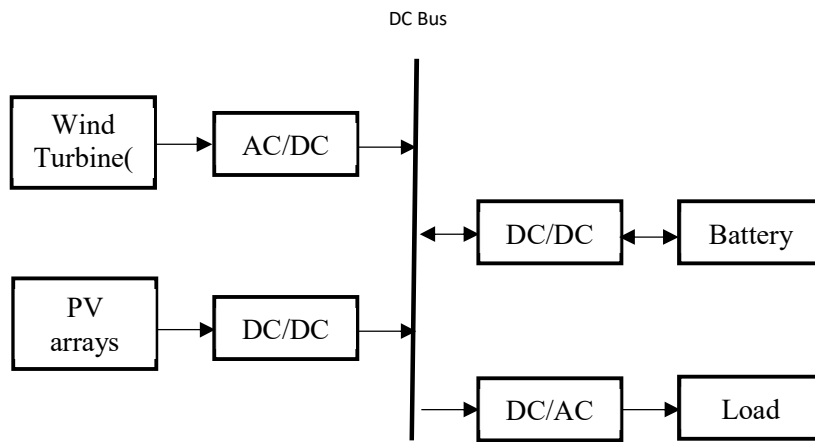 DC Bus
Wind
Turbine(
AC/DC
DC/DC
Battery
PV
arrays
DC/DC
DC/AC
Load